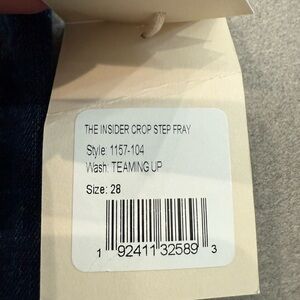 THE INSIDER CROP STEP FRAY
Style: 1157-104
Wash: TEAMING UP
Size: 28
1 92411 32589 3